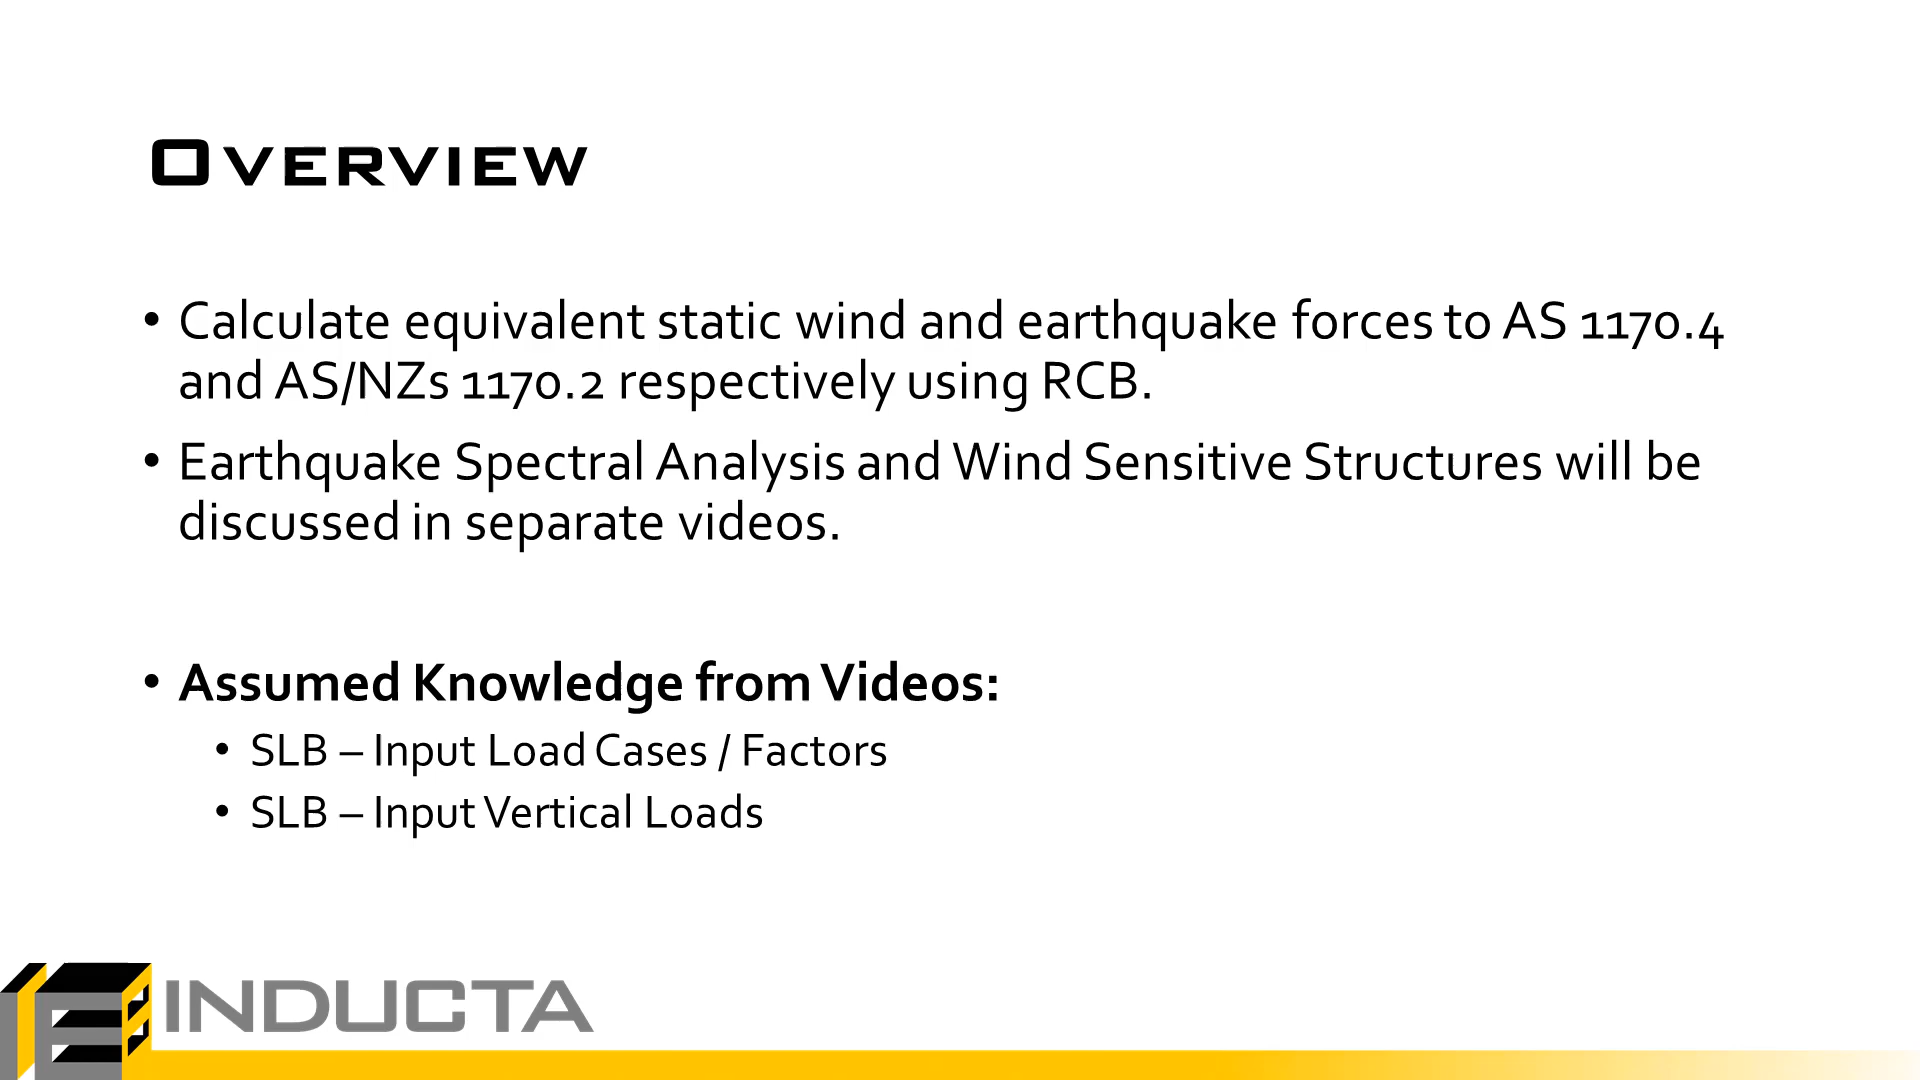 Overview
• Calculate equivalent static wind and earthquake forces to AS 1170.4
and AS/NZs 1170.2 respectively using RCB.
• Earthquake Spectral Analysis and Wind Sensitive Structures will be
discussed in separate videos.
• Assumed Knowledge from Videos:
• SLB – Input Load Cases / Factors
• SLB – Input Vertical Loads
INDUCTA